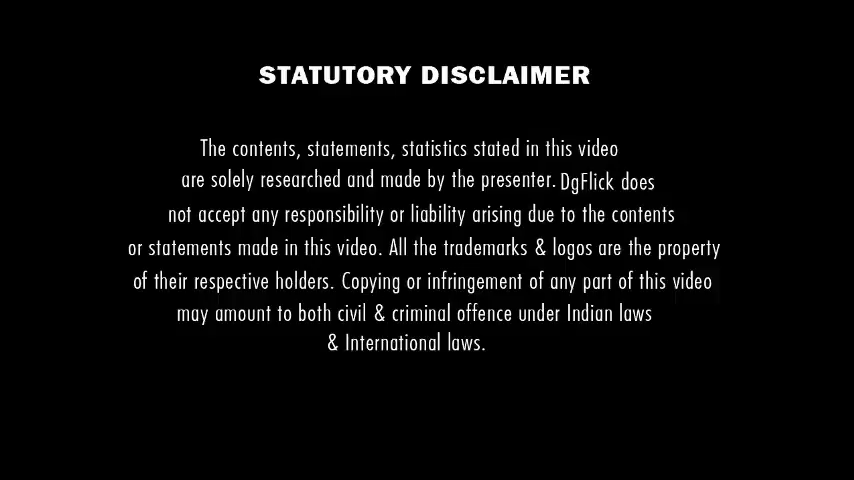 STATUTORY DISCLAIMER
The contents, statements, statistics stated in this video
are solely researched and made by the presenter. DgFlick does
not accept any responsibility or liability arising due to the contents
or statements made in this video. All the trademarks & logos are the property
of their respective holders. Copying or infringement of any part of this video
may amount to both civil & criminal offence under Indian laws
& International laws.